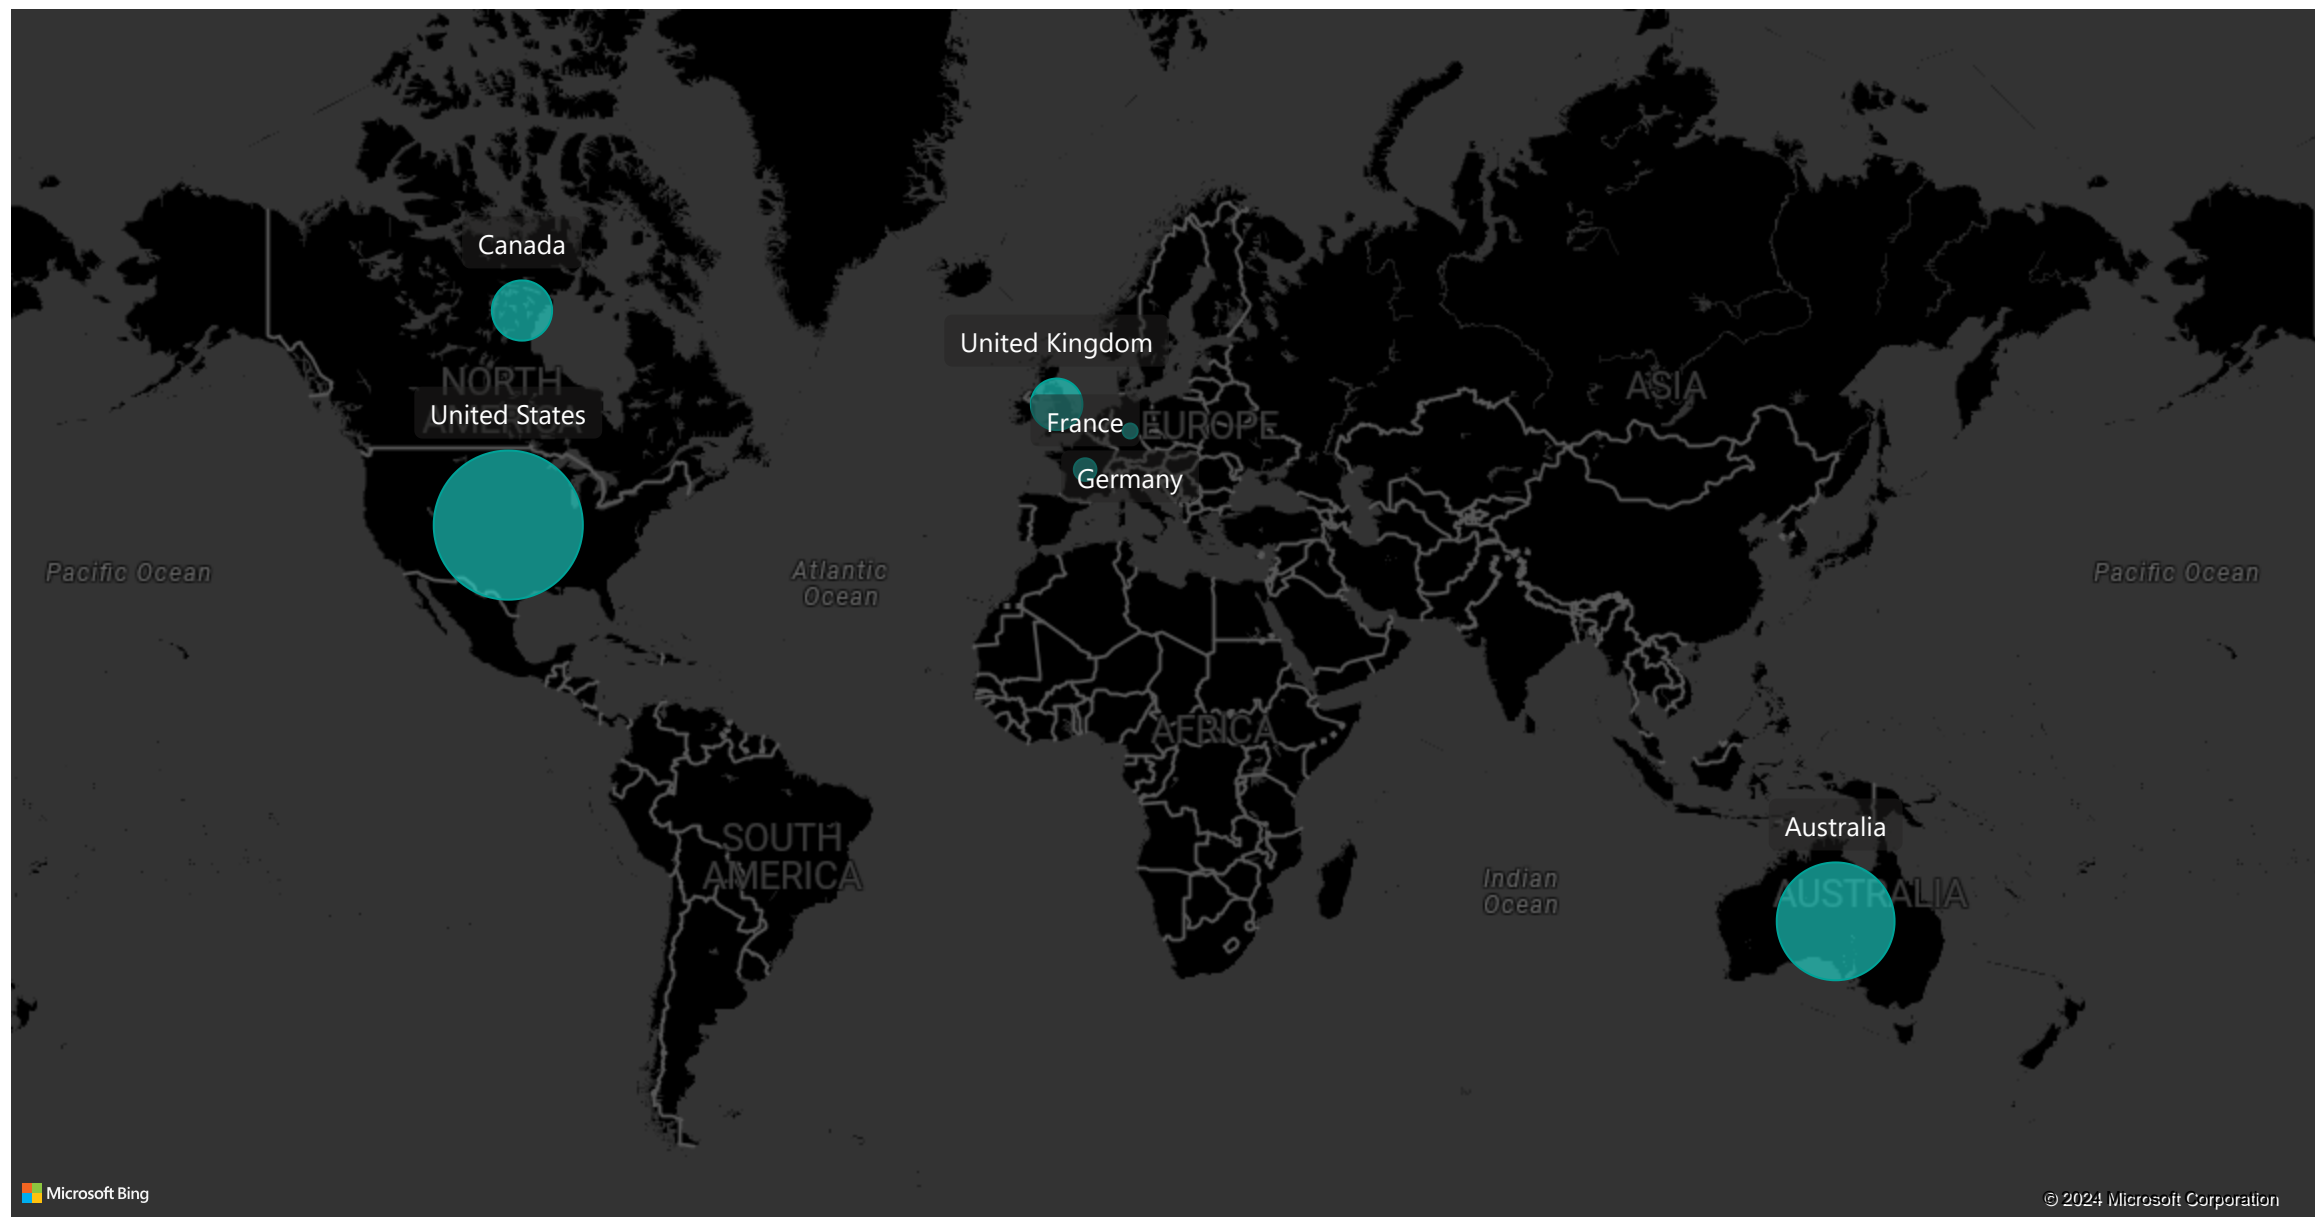 Canada
United Kingdom
NORTH
AMERICA
United States
ASIA
France
EUROPE
Germany
Pacific Ocean
Atlantic
Ocean
Pacific Ocean
AFRICA
SOUTH
AMERICA
Australia
Indian
Ocean
AUSTRALIA
Microsoft Bing
© 2024 Microsoft Corporation